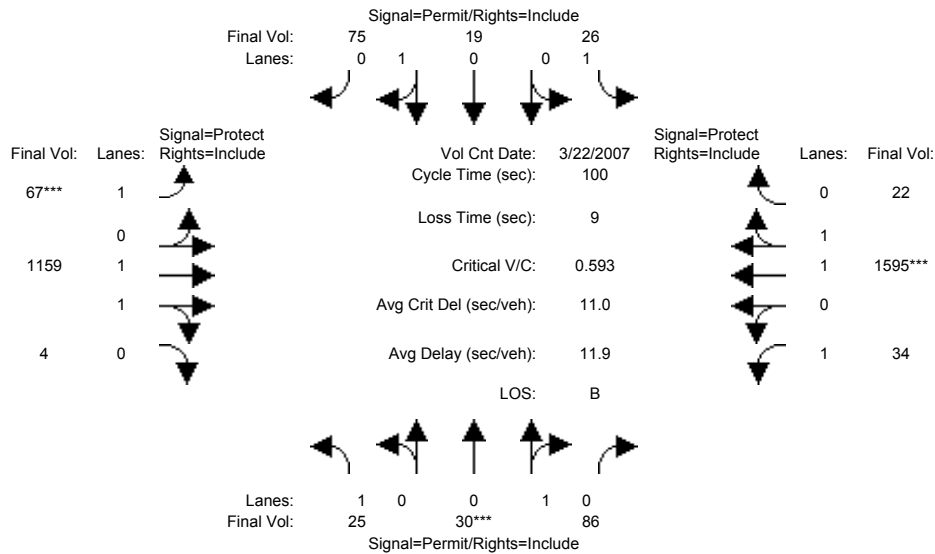 Signal=Permit/Rights=Include
Final Vol: 75 19 26
Lanes: 0 1 0 0 1
Signal=Protect
Final Vol: Lanes: Rights=Include
Vol Cnt Date: 3/22/2007
Signal=Protect
Rights=Include Lanes: Final Vol:
Cycle Time (sec): 100
67*** 1
0 22
Loss Time (sec): 9
0
1
1159 1
Critical V/C: 0.593
1 1595***
1
Avg Crit Del (sec/veh): 11.0
0
4 0
Avg Delay (sec/veh): 11.9
1 34
LOS: B
Lanes: 1 0 0 1 0
Final Vol: 25 30*** 86
Signal=Permit/Rights=Include